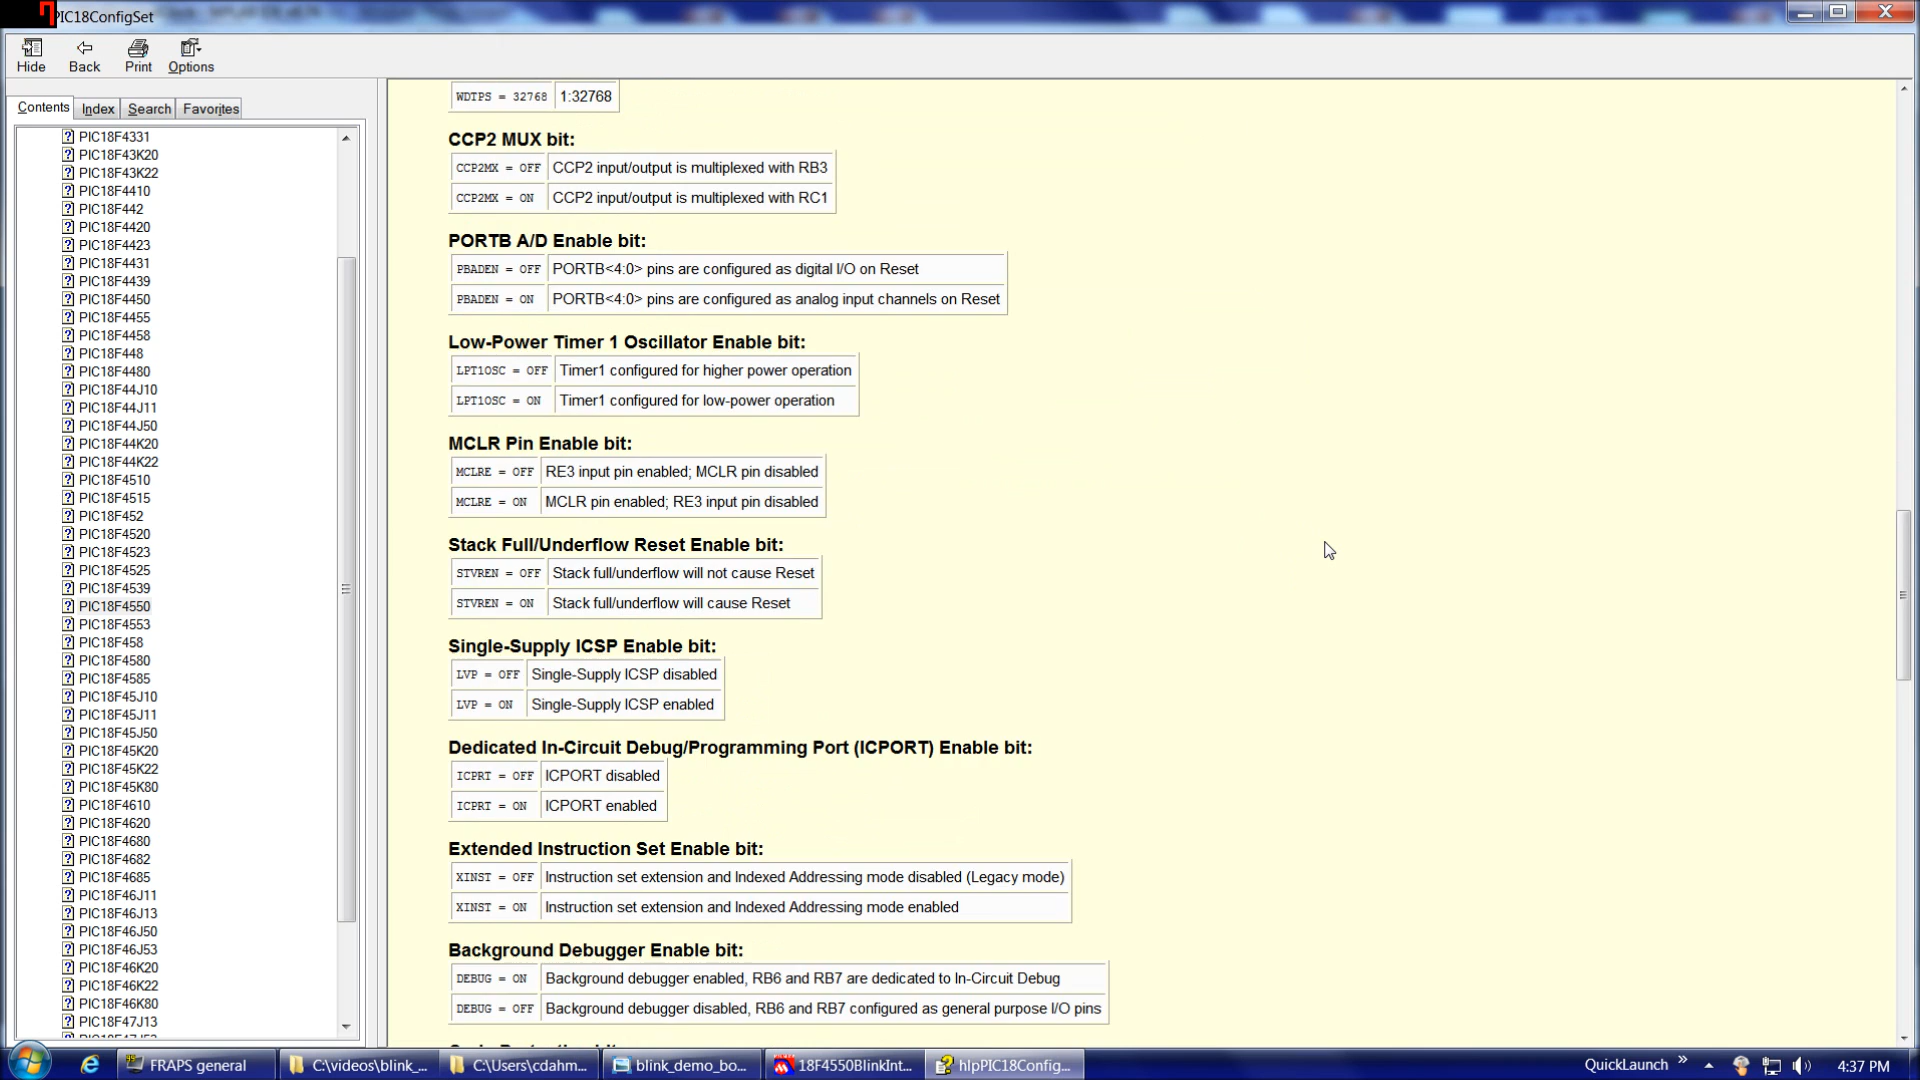 PIC18ConfigSet
Hide Back Print Options
Contents Index Search Favorites
PIC18F4331
PIC18F43K20
PIC18F43K22
PIC18F4410
PIC18F442
PIC18F4420
PIC18F4423
PIC18F4431
PIC18F4439
PIC18F4450
PIC18F4455
PIC18F4458
PIC18F448
PIC18F4480
PIC18F44J10
PIC18F44J11
PIC18F44J50
PIC18F44K20
PIC18F44K22
PIC18F4510
PIC18F4515
PIC18F452
PIC18F4520
PIC18F4523
PIC18F4525
PIC18F4539
PIC18F4550
PIC18F4553
PIC18F458
PIC18F4580
PIC18F4585
PIC18F45J10
PIC18F45J11
PIC18F45J50
PIC18F45K20
PIC18F45K22
PIC18F45K80
PIC18F4610
PIC18F4620
PIC18F4680
PIC18F4682
PIC18F4685
PIC18F46J11
PIC18F46J13
PIC18F46J50
PIC18F46J53
PIC18F46K20
PIC18F46K22
PIC18F46K80
PIC18F47J13
WDTPS = 32768 1:32768
CCP2 MUX bit:
CCP2MX = OFF CCP2 input/output is multiplexed with RB3
CCP2MX = ON CCP2 input/output is multiplexed with RC1
PORTB A/D Enable bit:
PBADEN = OFF PORTB<4:0> pins are configured as digital I/O on Reset
PBADEN = ON PORTB<4:0> pins are configured as analog input channels on Reset
Low-Power Timer 1 Oscillator Enable bit:
LPT1OSC = OFF Timer1 configured for higher power operation
LPT1OSC = ON Timer1 configured for low-power operation
MCLR Pin Enable bit:
MCLRE = OFF RE3 input pin enabled; MCLR pin disabled
MCLRE = ON MCLR pin enabled; RE3 input pin disabled
Stack Full/Underflow Reset Enable bit:
STVREN = OFF Stack full/underflow will not cause Reset
STVREN = ON Stack full/underflow will cause Reset
Single-Supply ICSP Enable bit:
LVP = OFF Single-Supply ICSP disabled
LVP = ON Single-Supply ICSP enabled
Dedicated In-Circuit Debug/Programming Port (ICPORT) Enable bit:
ICPRT = OFF ICPORT disabled
ICPRT = ON ICPORT enabled
Extended Instruction Set Enable bit:
XINST = OFF Instruction set extension and Indexed Addressing mode disabled (Legacy mode)
XINST = ON Instruction set extension and Indexed Addressing mode enabled
Background Debugger Enable bit:
DEBUG = ON Background debugger enabled, RB6 and RB7 are dedicated to In-Circuit Debug
DEBUG = OFF Background debugger disabled, RB6 and RB7 configured as general purpose I/O pins
FRAPS general C:\videos\blink_... C:\Users\cdahm... blink_demo_bo... 18F4550BlinkInt... hlpPIC18Config... QuickLaunch » 4:37 PM